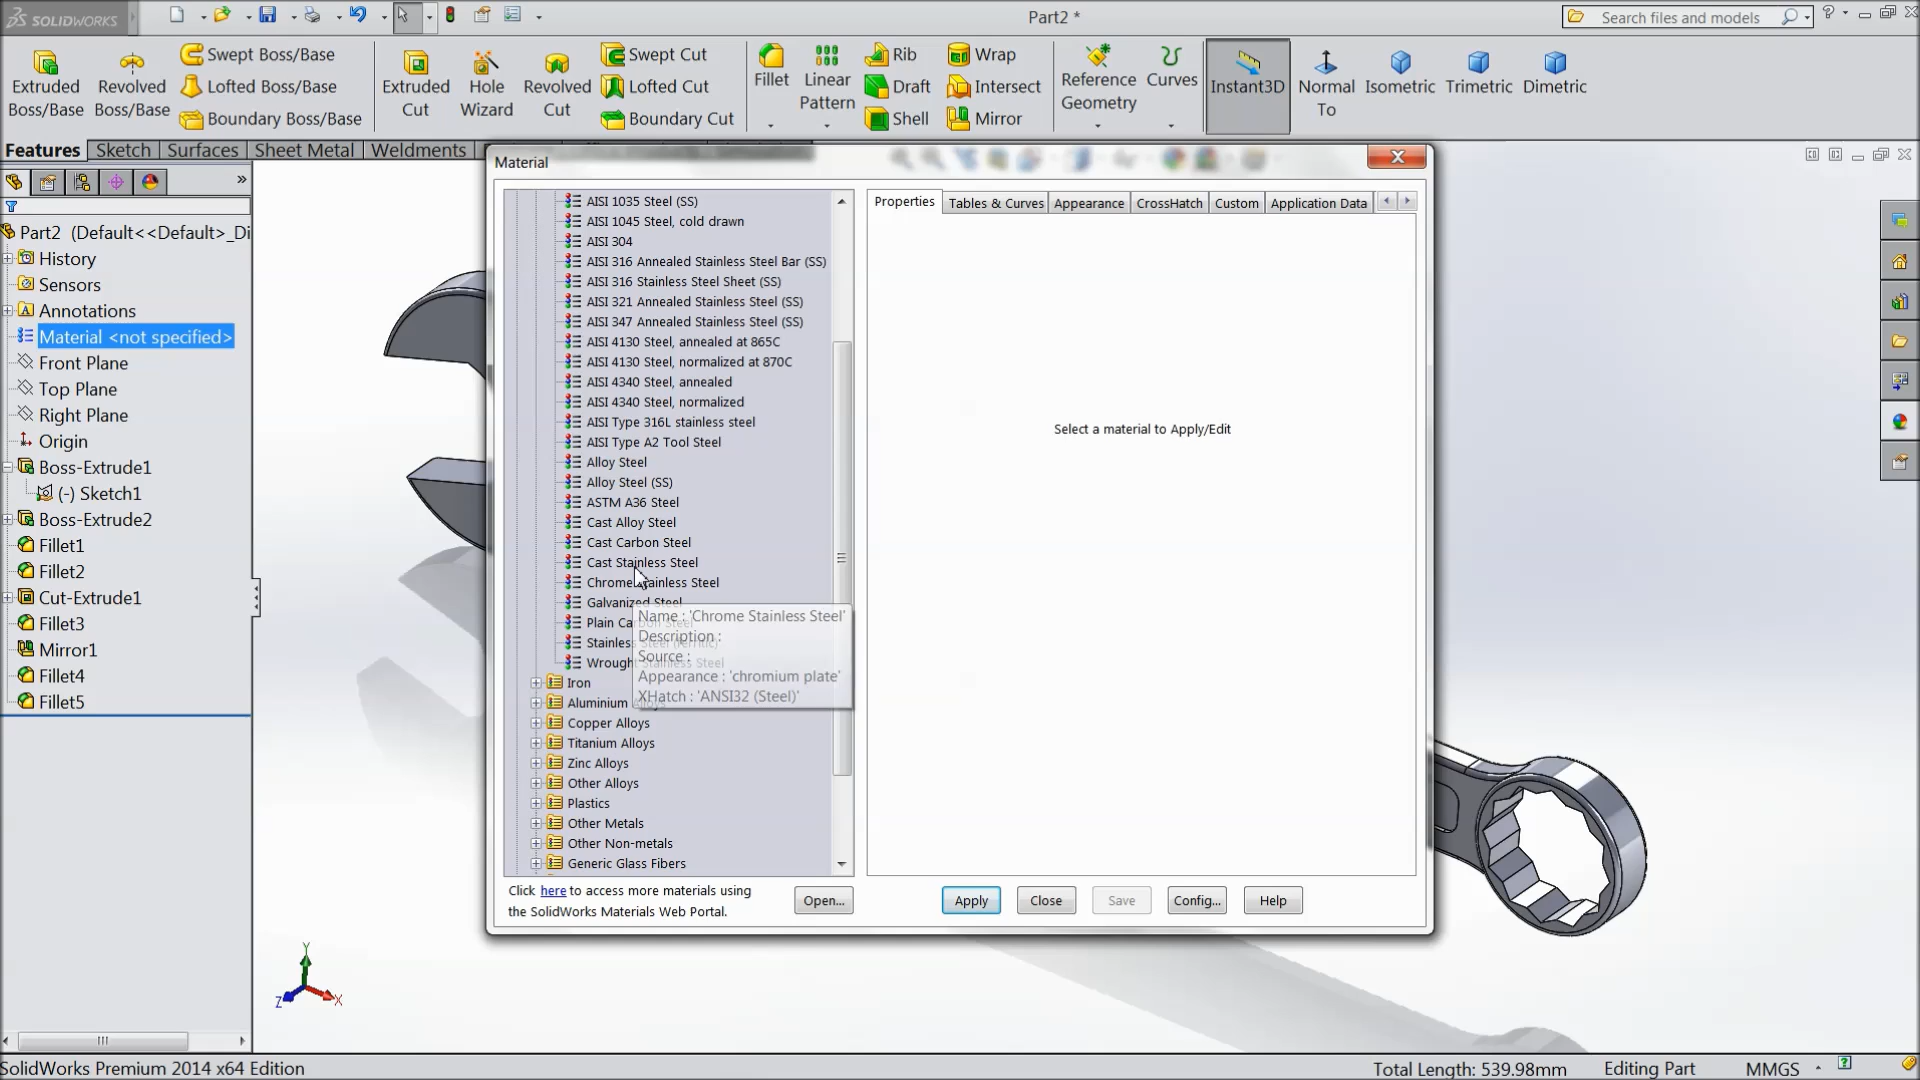 SOLIDWORKS
Part2 *
Search files and models
Extruded Boss/Base
Revolved Boss/Base
Swept Boss/Base
Lofted Boss/Base
Boundary Boss/Base
Extruded Cut
Hole Wizard
Revolved Cut
Swept Cut
Lofted Cut
Boundary Cut
Fillet
Linear Pattern
Rib
Draft
Shell
Wrap
Intersect
Mirror
Reference Geometry
Curves
Instant3D
Normal To
Isometric
Trimetric
Dimetric
Features
Sketch
Surfaces
Sheet Metal
Weldments
Part2 (Default<<Default>_Di
History
Sensors
Annotations
Material <not specified>
Front Plane
Top Plane
Right Plane
Origin
Boss-Extrude1
(-) Sketch1
Boss-Extrude2
Fillet1
Fillet2
Cut-Extrude1
Fillet3
Mirror1
Fillet4
Fillet5
Material
AISI 1035 Steel (SS)
AISI 1045 Steel, cold drawn
AISI 304
AISI 316 Annealed Stainless Steel Bar (SS)
AISI 316 Stainless Steel Sheet (SS)
AISI 321 Annealed Stainless Steel (SS)
AISI 347 Annealed Stainless Steel (SS)
AISI 4130 Steel, annealed at 865C
AISI 4130 Steel, normalized at 870C
AISI 4340 Steel, annealed
AISI 4340 Steel, normalized
AISI Type 316L stainless steel
AISI Type A2 Tool Steel
Alloy Steel
Alloy Steel (SS)
ASTM A36 Steel
Cast Alloy Steel
Cast Carbon Steel
Cast Stainless Steel
Chrome Stainless Steel
Galvanized Steel
Plain Carbon Steel
Stainless Steel (ferritic)
Wrought Stainless Steel
Name : 'Chrome Stainless Steel'
Description :
Source :
Appearance : 'chromium plate'
XHatch : 'ANSI32 (Steel)'
Iron
Aluminium Alloys
Copper Alloys
Titanium Alloys
Zinc Alloys
Other Alloys
Plastics
Other Metals
Other Non-metals
Generic Glass Fibers
Properties
Tables & Curves
Appearance
CrossHatch
Custom
Application Data
Select a material to Apply/Edit
Click here to access more materials using
the SolidWorks Materials Web Portal.
Open...
Apply
Close
Save
Config...
Help
Y
Z
X
SolidWorks Premium 2014 x64 Edition
Total Length: 539.98mm
Editing Part
MMGS